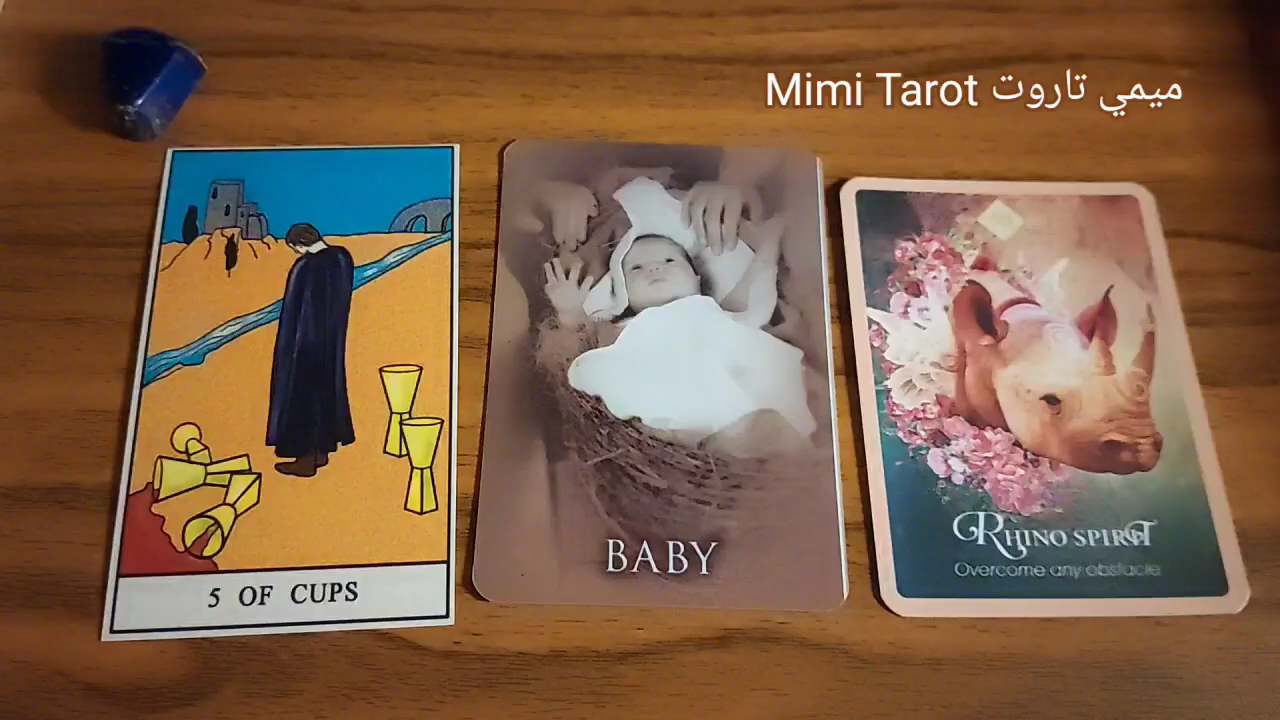 Mimi Tarot ميمي تاروت
5 OF CUPS
BABY
RHINO SPIRIT
Overcome any obstacle